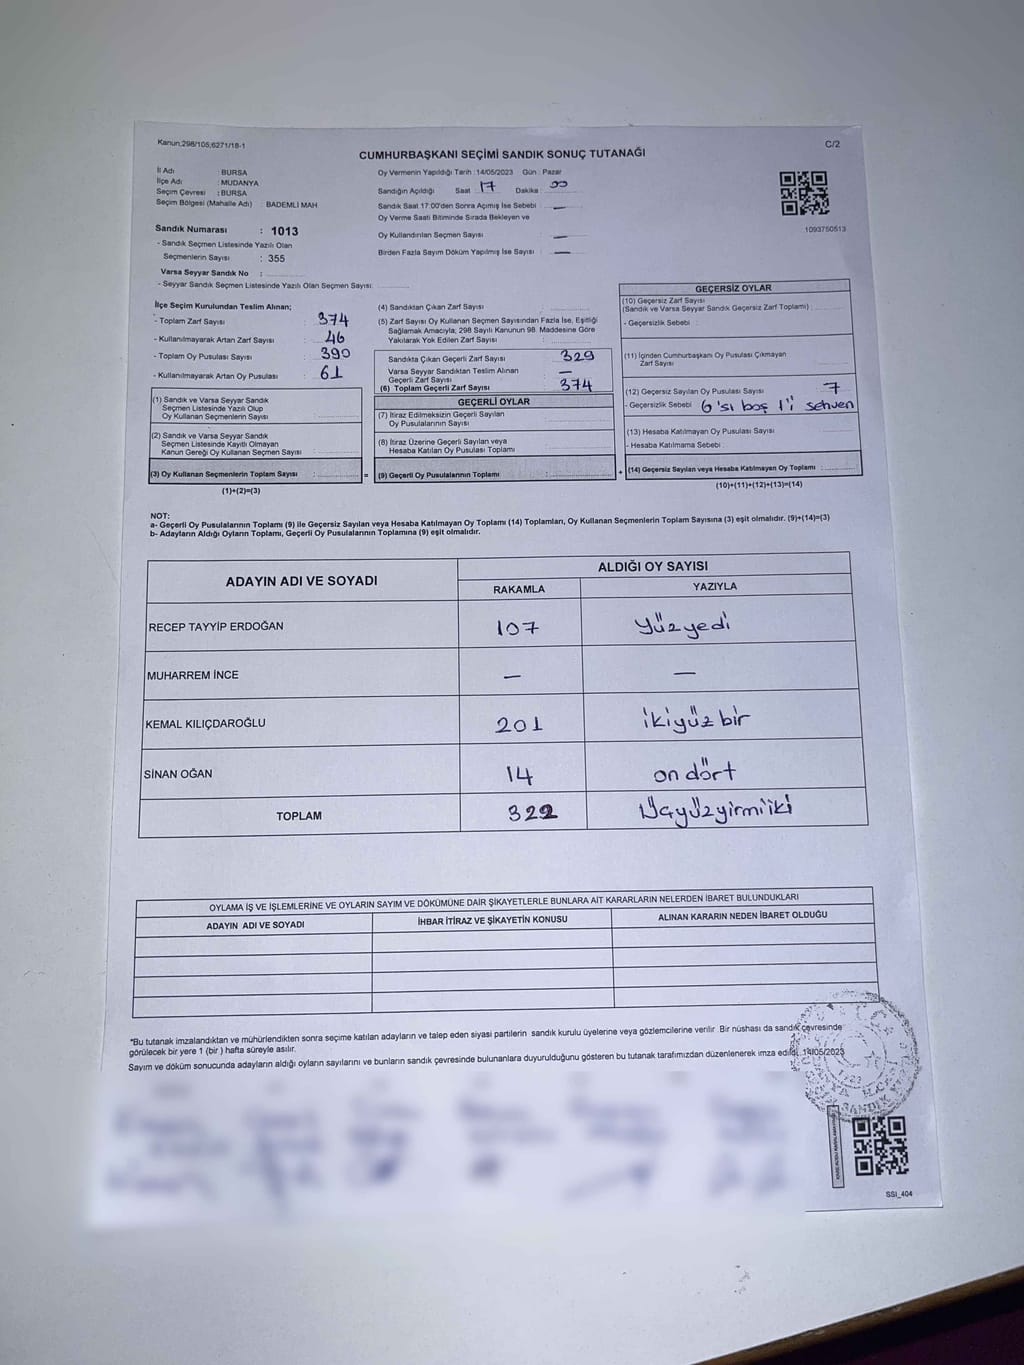 Kanun,298/105,6271/18-1
C/2
CUMHURBAŞKANI SEÇİMİ SANDIK SONUÇ TUTANAĞI
İl Adı : BURSA
İlçe Adı : MUDANYA
Seçim Çevresi : BURSA
Seçim Bölgesi (Mahalle Adı) : BADEMLİ MAH.
Sandık Numarası : 1013
- Sandık Seçmen Listesinde Yazılı Olan
Seçmenlerin Sayısı : 355
Varsa Seyyar Sandık No :
- Seyyar Sandık Seçmen Listesinde Yazılı Olan Seçmen Sayısı:
Oy Vermenin Yapıldığı Tarih : 14/05/2023 Gün : Pazar
Sandığın Açıldığı Saat : 17 Dakika : 00
Sandık Saat 17:00'den Sonra Açımış İse Sebebi : —
Oy Verme Saati Bitiminde Sırada Bekleyen ve
Oy Kullandırılan Seçmen Sayısı : —
Birden Fazla Sayım Döküm Yapılmış İse Sayısı : —
1093750513
İlçe Seçim Kurulundan Teslim Alınan;
- Toplam Zarf Sayısı : 374
- Kullanılmayarak Artan Zarf Sayısı : 46
- Toplam Oy Pusulası Sayısı : 390
- Kullanılmayarak Artan Oy Pusulası : 61
(1) Sandık ve Varsa Seyyar Sandık
Seçmen Listesinde Yazılı Olup
Oy Kullanan Seçmenlerin Sayısı
(2) Sandık ve Varsa Seyyar Sandık
Seçmen Listesinde Kayıtlı Olmayan
Kanun Gereği Oy Kullanan Seçmen Sayısı :
(3) Oy Kullanan Seçmenlerin Toplam Sayısı :
(1)+(2)=(3)
=
(4) Sandıktan Çıkan Zarf Sayısı :
(5) Zarf Sayısı Oy Kullanan Seçmen Sayısından Fazla İse, Eşitliği
Sağlamak Amacıyla, 298 Sayılı Kanunun 98. Maddesine Göre
Yakılarak Yok Edilen Zarf Sayısı :
Sandıkta Çıkan Geçerli Zarf Sayısı : 329
Varsa Seyyar Sandıktan Teslim Alınan
Geçerli Zarf Sayısı : —
(6) Toplam Geçerli Zarf Sayısı : 374
GEÇERLİ OYLAR
(7) İtiraz Edilmeksizin Geçerli Sayılan
Oy Pusulalarının Sayısı :
(8) İtiraz Üzerine Geçerli Sayılan veya
Hesaba Katılan Oy Pusulası Toplamı :
(9) Geçerli Oy Pusulalarının Toplamı :
+
GEÇERSİZ OYLAR
(10) Geçersiz Zarf Sayısı
(Sandık ve Varsa Seyyar Sandık Geçersiz Zarf Toplamı) :
- Geçersizlik Sebebi :
(11) İçinden Cumhurbaşkanı Oy Pusulası Çıkmayan
Zarf Sayısı :
(12) Geçersiz Sayılan Oy Pusulası Sayısı : 7
- Geçersizlik Sebebi : 6'sı boş 1'i sehven
(13) Hesaba Katılmayan Oy Pusulası Sayısı :
- Hesaba Katılmama Sebebi :
(14) Geçersiz Sayılan veya Hesaba Katılmayan Oy Toplamı :
(10)+(11)+(12)+(13)=(14)
NOT:
a- Geçerli Oy Pusulalarının Toplamı (9) ile Geçersiz Sayılan veya Hesaba Katılmayan Oy Toplamı (14) Toplamları, Oy Kullanan Seçmenlerin Toplam Sayısına (3) eşit olmalıdır. (9)+(14)=(3)
b- Adayların Aldığı Oyların Toplamı, Geçerli Oy Pusulalarının Toplamına (9) eşit olmalıdır.
ADAYIN ADI VE SOYADI
ALDIĞI OY SAYISI
RAKAMLA YAZIYLA
RECEP TAYYİP ERDOĞAN 107 yüzyedi
MUHARREM İNCE — —
KEMAL KILIÇDAROĞLU 201 ikiyüz bir
SİNAN OĞAN 14 on dört
TOPLAM 322 Üçyüzyirmiiki
OYLAMA İŞ VE İŞLEMLERİNE VE OYLARIN SAYIM VE DÖKÜMÜNE DAİR ŞİKAYETLERLE BUNLARA AİT KARARLARIN NELERDEN İBARET BULUNDUKLARI
ADAYIN ADI VE SOYADI İHBAR İTİRAZ VE ŞİKAYETİN KONUSU ALINAN KARARIN NEDEN İBARET OLDUĞU
*Bu tutanak imzalandıktan ve mühürlendikten sonra seçime katılan adayların ve talep eden siyasi partilerin sandık kurulu üyelerine veya gözlemcilerine verilir. Bir nüshası da sandık çevresinde
görülecek bir yere 1 (bir ) hafta süreyle asılır.
Sayım ve döküm sonucunda adayların aldığı oyların sayılarını ve bunların sandık çevresinde bulunanlara duyurulduğunu gösteren bu tutanak tarafımızdan düzenlenerek imza edildi. 14/05/2023
SANDIK
SSI_404